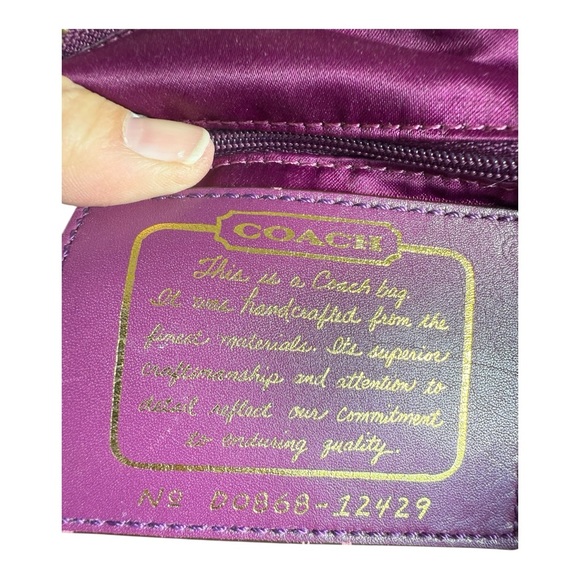 COACH
This is a Coach bag.
It was handcrafted from the
finest materials. Its superior
craftsmanship and attention to
detail reflect our commitment
to enduring quality.
No D0868-12429